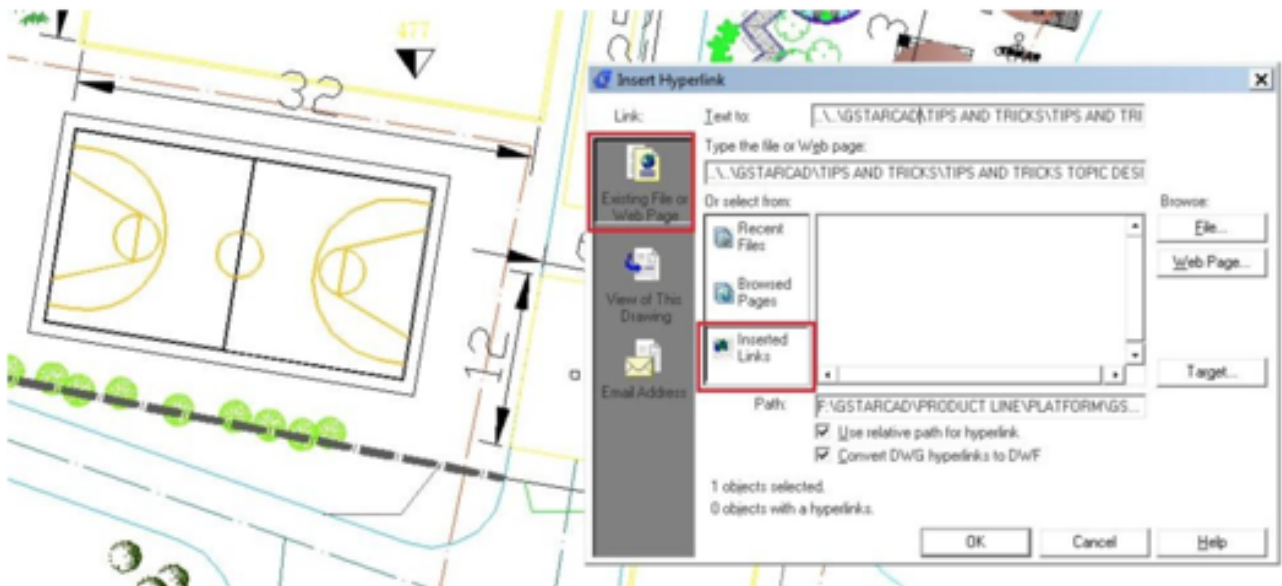 477
32
12
Insert Hyperlink
Link:
Text to:
..\..\GSTARCAD\TIPS AND TRICKS\TIPS AND TRI
Type the file or Web page:
..\..\GSTARCAD\TIPS AND TRICKS\TIPS AND TRICKS TOPIC DESI
Existing File or
Web Page
Or select from:
Browse:
Recent
Files
File...
Web Page...
View of This
Drawing
Browsed
Pages
Inserted
Links
Email Address
Target...
Path:
F:\GSTARCAD\PRODUCT LINE\PLATFORM\GS...
Use relative path for hyperlink
Convert DWG hyperlinks to DWF
1 objects selected.
0 objects with a hyperlinks.
OK
Cancel
Help